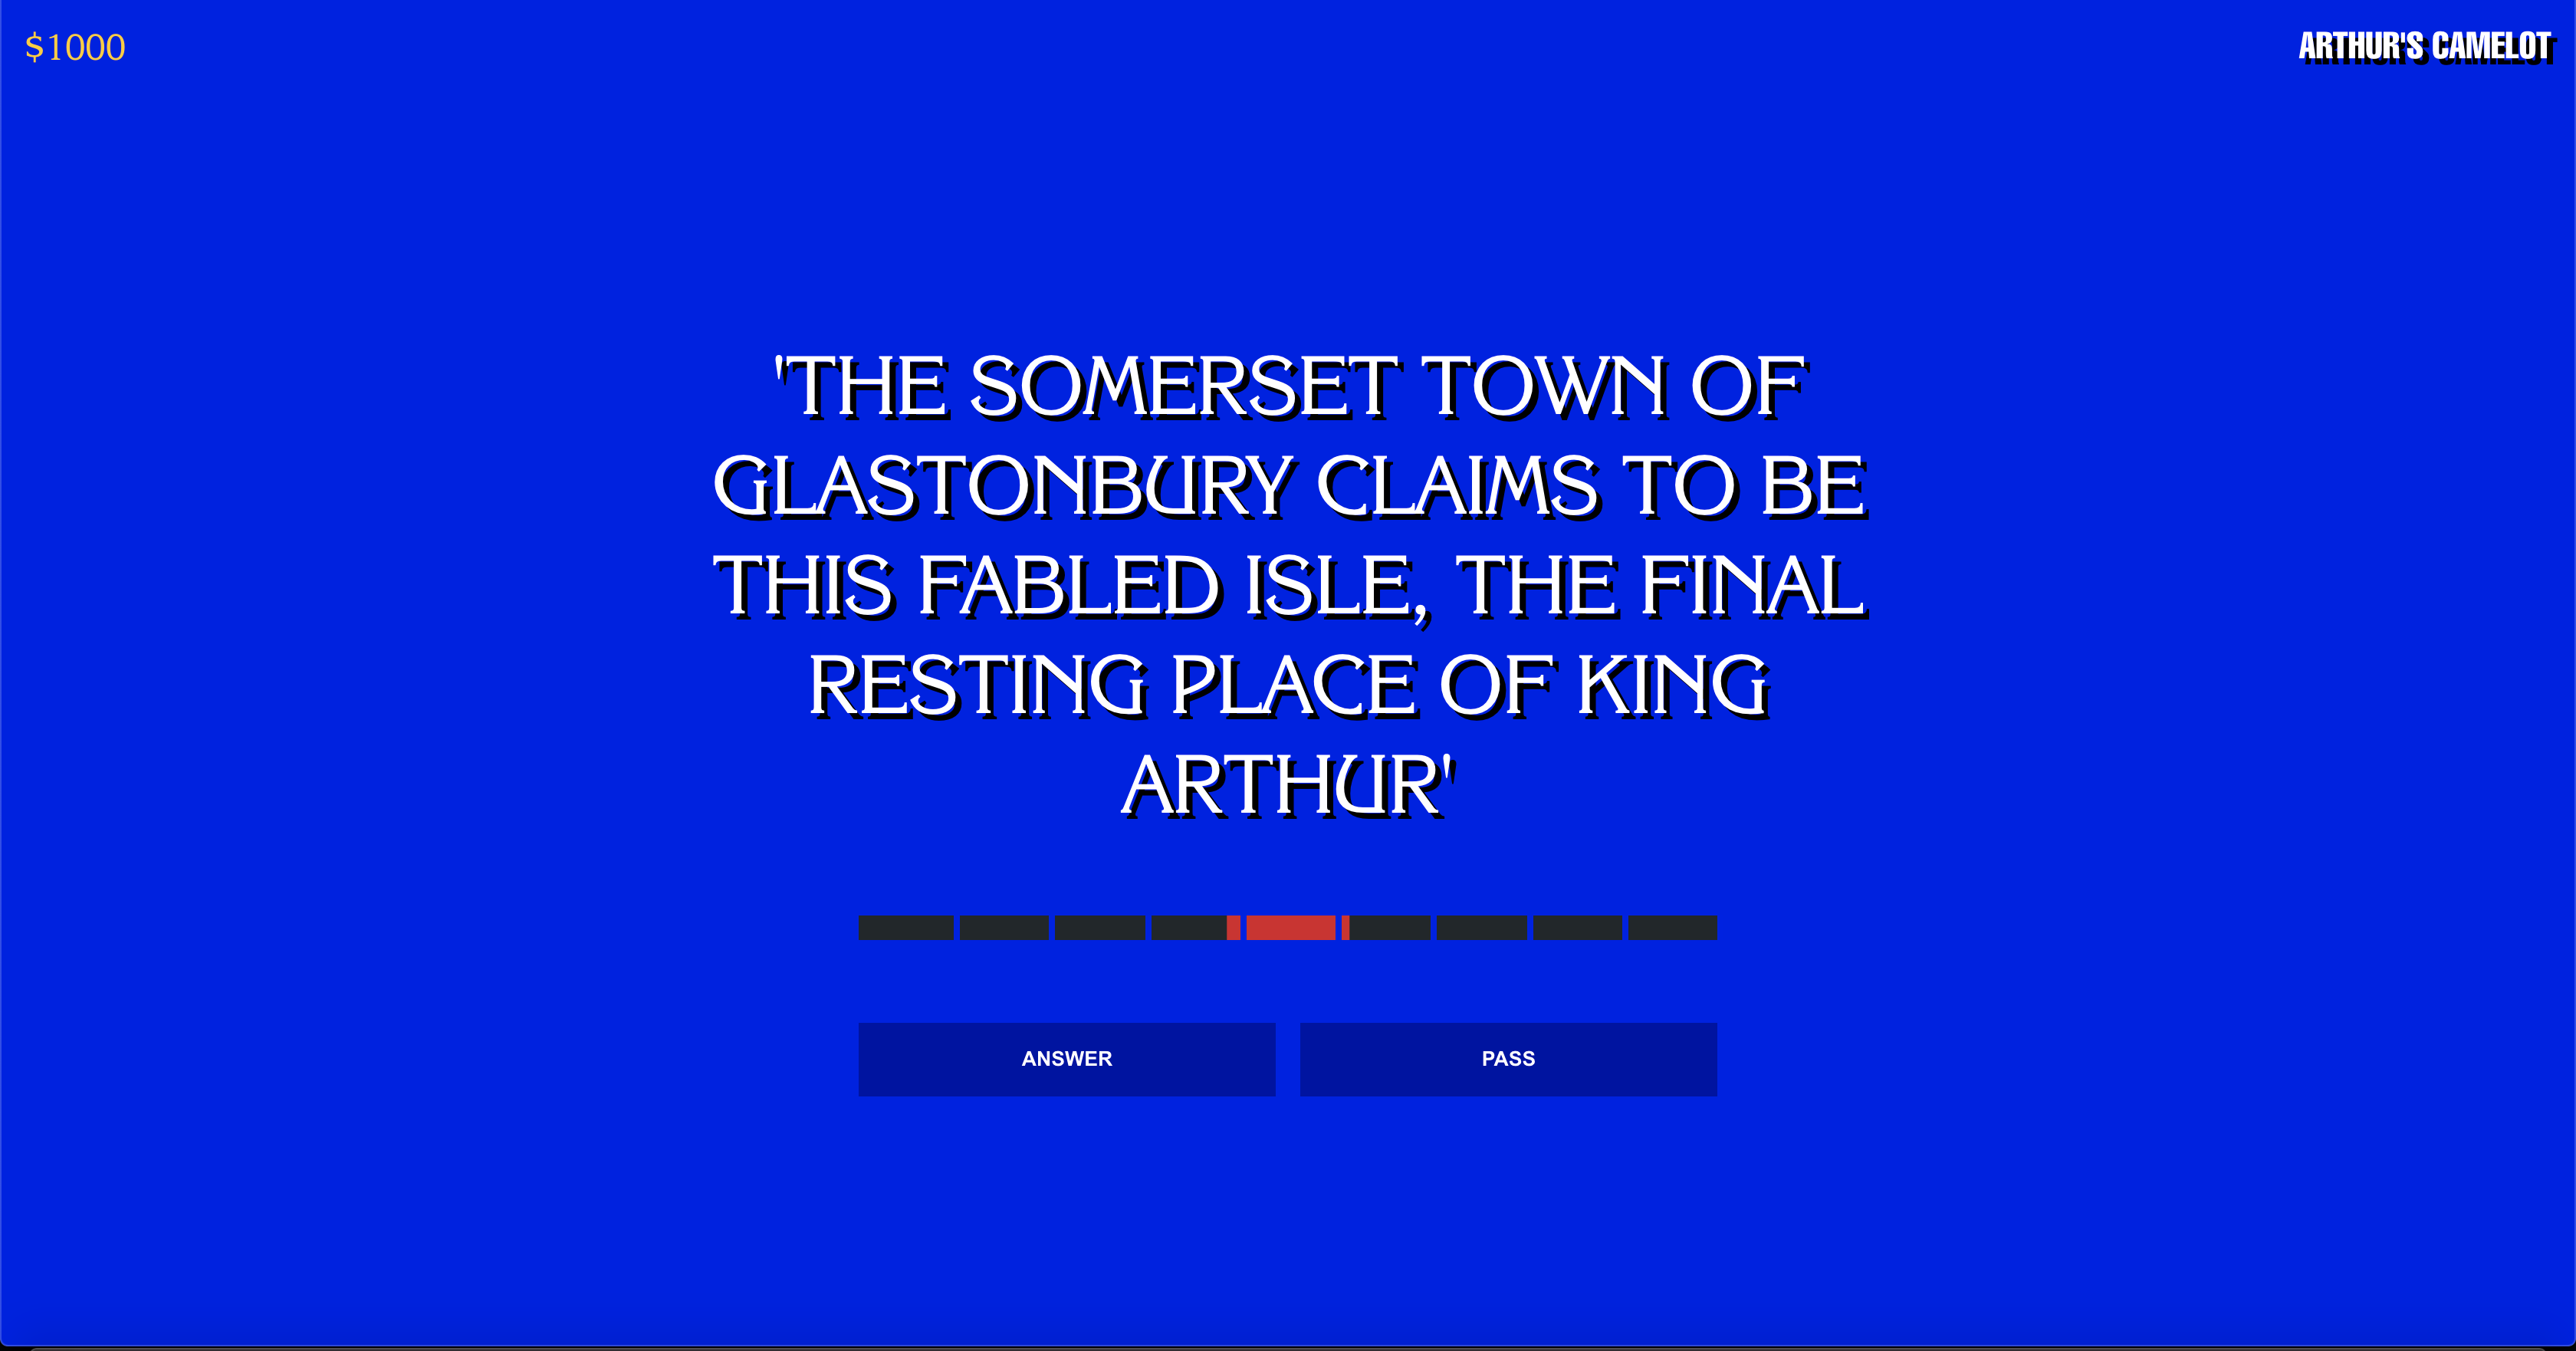 $1000
ARTHUR'S CAMELOT
'THE SOMERSET TOWN OF
GLASTONBURY CLAIMS TO BE
THIS FABLED ISLE, THE FINAL
RESTING PLACE OF KING
ARTHUR'
ANSWER
PASS